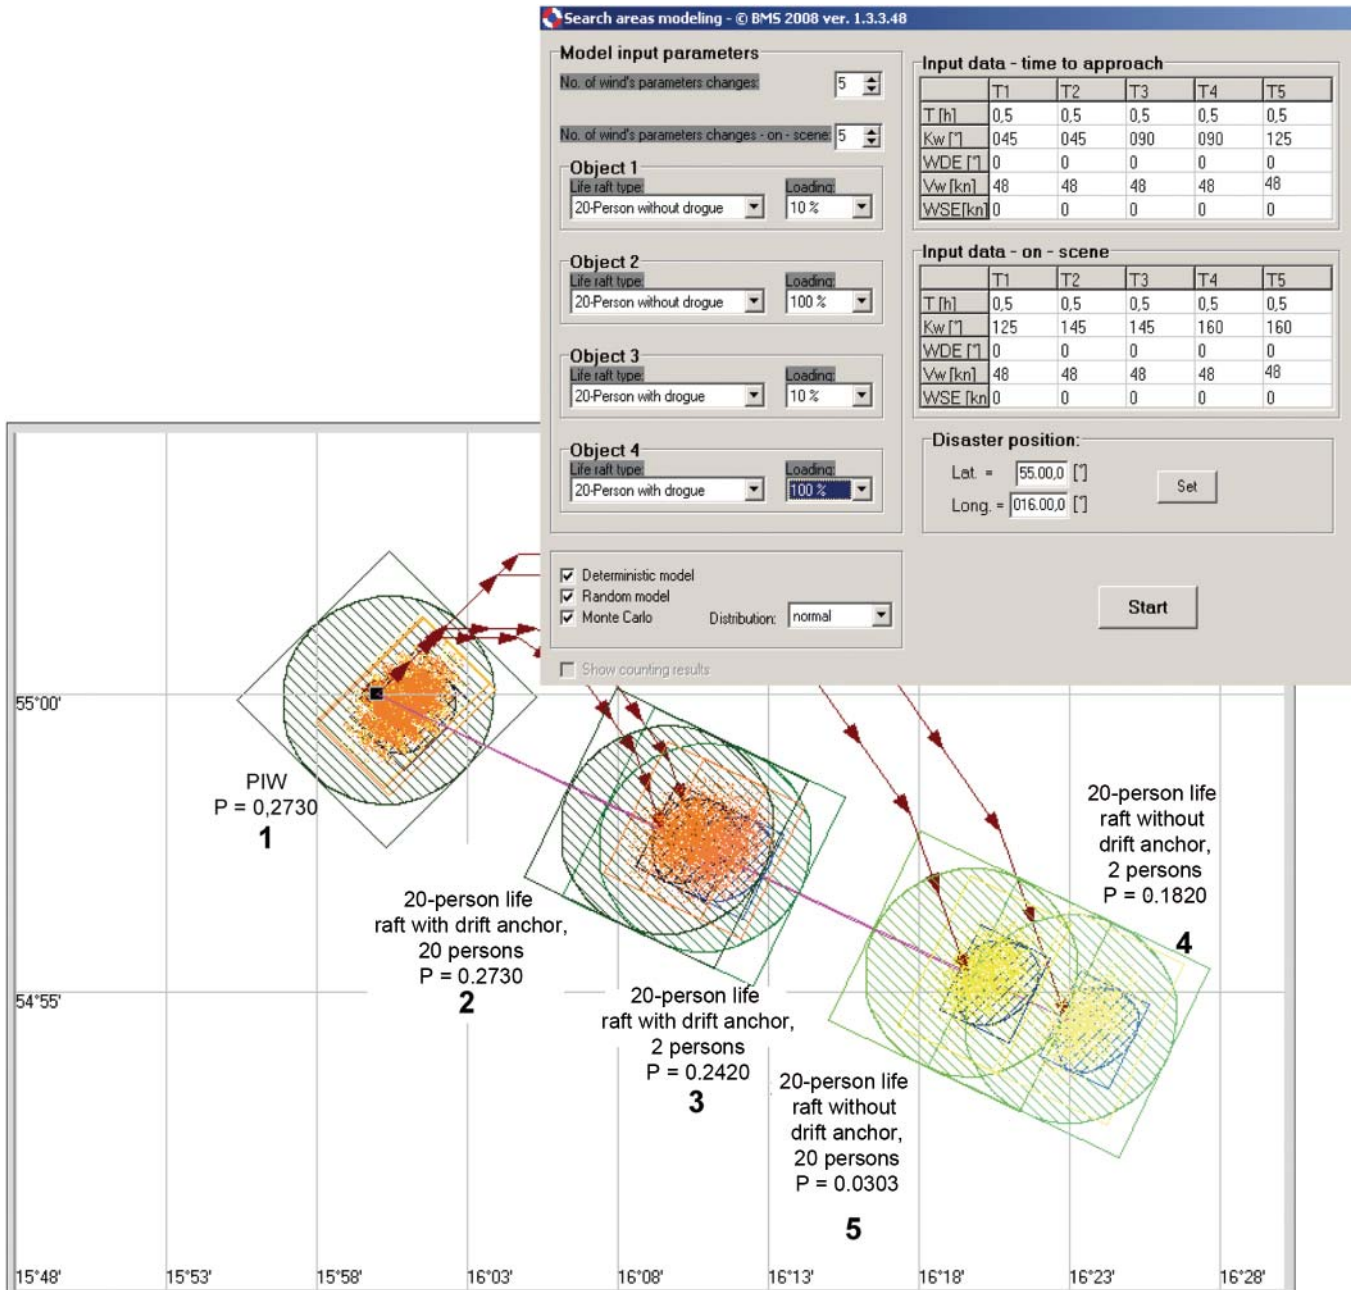 Search areas modeling - © BMS 2008 ver. 1.3.3.48
Model input parameters
No. of wind's parameters changes: 5
No. of wind's parameters changes - on - scene: 5
Object 1
Life raft type: Loading:
20-Person without drogue 10 %
Object 2
Life raft type: Loading:
20-Person without drogue 100 %
Object 3
Life raft type: Loading:
20-Person with drogue 10 %
Object 4
Life raft type: Loading:
20-Person with drogue 100 %
Deterministic model
Random model
Monte Carlo Distribution: normal
Show counting results
Input data - time to approach
T1 T2 T3 T4 T5
T [h] 0,5 0,5 0,5 0,5 0,5
Kw [°] 045 045 090 090 125
WDE [°] 0 0 0 0 0
Vw [kn] 48 48 48 48 48
WSE[kn] 0 0 0 0 0
Input data - on - scene
T1 T2 T3 T4 T5
T [h] 0,5 0,5 0,5 0,5 0,5
Kw [°] 125 145 145 160 160
WDE [°] 0 0 0 0 0
Vw [kn] 48 48 48 48 48
WSE [kn 0 0 0 0 0
Disaster position:
Lat. = 55.00,0 [°]
Long. = 016.00,0 [°]
Set
Start
55°00'
PIW
P = 0,2730
1
20-person life
raft with drift anchor,
20 persons
P = 0.2730
2
20-person life
raft with drift anchor,
2 persons
P = 0.2420
3
20-person life
raft without
drift anchor,
2 persons
P = 0.1820
4
20-person life
raft without
drift anchor,
20 persons
P = 0.0303
5
54°55'
15°48' 15°53' 15°58' 16°03' 16°08' 16°13' 16°18' 16°23' 16°28'